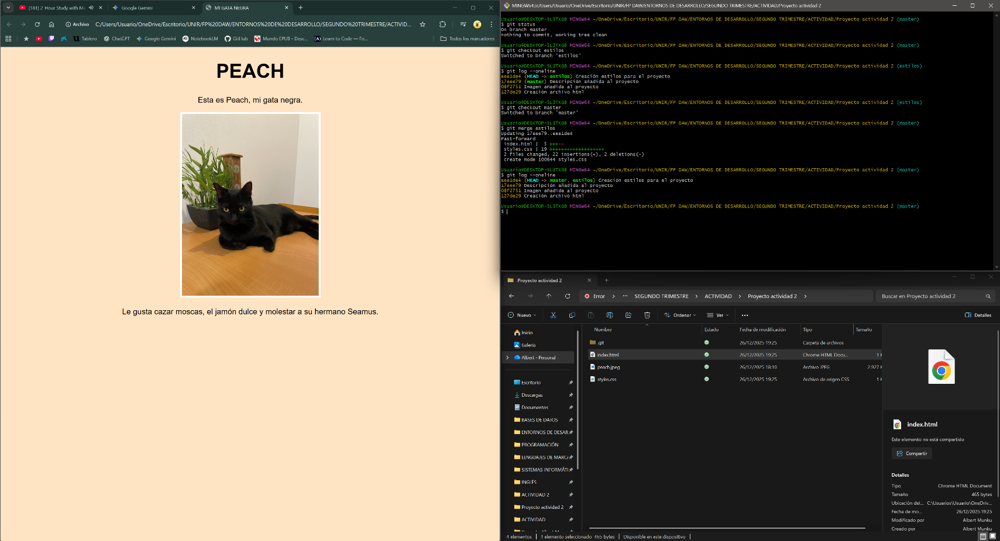 (181) 2 Hour Study with Me
Google Gemini
MI GATA NEGRA
Archivo
C:/Users/Usuario/OneDrive/Escritorio/UNIR/FP%20DAW/ENTORNOS%20DE%20DESARROLLO/SEGUNDO%20TRIMESTRE/ACTIVID...
Tablero
ChatGPT
Google Gemini
NotebookLM
GitHub
Mundo EPUB - Desc...
Learn to Code — Fo...
Todos los marcadores
PEACH
Esta es Peach, mi gata negra.
Le gusta cazar moscas, el jamón dulce y molestar a su hermano Seamus.
MINGW64:/c/Users/Usuario/OneDrive/Escritorio/UNIR/FP DAW/ENTORNOS DE DESARROLLO/SEGUNDO TRIMESTRE/ACTIVIDAD/Proyecto actividad 2
Usuario@DESKTOP-5L3TKG8 MINGW64 ~/OneDrive/Escritorio/UNIR/FP DAW/ENTORNOS DE DESARROLLO/SEGUNDO TRIMESTRE/ACTIVIDAD/Proyecto actividad 2 (master)
$ git status
On branch master
nothing to commit, working tree clean
Usuario@DESKTOP-5L3TKG8 MINGW64 ~/OneDrive/Escritorio/UNIR/FP DAW/ENTORNOS DE DESARROLLO/SEGUNDO TRIMESTRE/ACTIVIDAD/Proyecto actividad 2 (master)
$ git checkout estilos
Switched to branch 'estilos'
Usuario@DESKTOP-5L3TKG8 MINGW64 ~/OneDrive/Escritorio/UNIR/FP DAW/ENTORNOS DE DESARROLLO/SEGUNDO TRIMESTRE/ACTIVIDAD/Proyecto actividad 2 (estilos)
$ git log --oneline
eee1de4 (HEAD -> estilos) Creación estilos para el proyecto
17eee79 (master) Descripción añadida al proyecto
08f2751 Imagen añadida al proyecto
127de29 Creación archivo html
Usuario@DESKTOP-5L3TKG8 MINGW64 ~/OneDrive/Escritorio/UNIR/FP DAW/ENTORNOS DE DESARROLLO/SEGUNDO TRIMESTRE/ACTIVIDAD/Proyecto actividad 2 (estilos)
$ git checkout master
Switched to branch 'master'
Usuario@DESKTOP-5L3TKG8 MINGW64 ~/OneDrive/Escritorio/UNIR/FP DAW/ENTORNOS DE DESARROLLO/SEGUNDO TRIMESTRE/ACTIVIDAD/Proyecto actividad 2 (master)
$ git merge estilos
Updating 17eee79..eee1de4
Fast-forward
index.html | 5 +++--
styles.css | 19 +++++++++++++++++++
2 files changed, 22 insertions(+), 2 deletions(-)
create mode 100644 styles.css
Usuario@DESKTOP-5L3TKG8 MINGW64 ~/OneDrive/Escritorio/UNIR/FP DAW/ENTORNOS DE DESARROLLO/SEGUNDO TRIMESTRE/ACTIVIDAD/Proyecto actividad 2 (master)
$ git log --oneline
eee1de4 (HEAD -> master, estilos) Creación estilos para el proyecto
17eee79 Descripción añadida al proyecto
08f2751 Imagen añadida al proyecto
127de29 Creación archivo html
Usuario@DESKTOP-5L3TKG8 MINGW64 ~/OneDrive/Escritorio/UNIR/FP DAW/ENTORNOS DE DESARROLLO/SEGUNDO TRIMESTRE/ACTIVIDAD/Proyecto actividad 2 (master)
$
Proyecto actividad 2
Error > ... SEGUNDO TRIMESTRE > ACTIVIDAD > Proyecto actividad 2 >
Buscar en Proyecto actividad 2
Nuevo
Ordenar
Ver
Detalles
Inicio
Galería
Albert - Personal
Escritorio
Descargas
Documentos
BASES DE DATOS
ENTORNOS DE DESAR
PROGRAMACIÓN
LENGUAJES DE MARC
SISTEMAS INFORMÁTI
INGLÉS
ACTIVIDAD 2
Proyecto actividad 2
ACTIVIDAD
Nombre Estado Fecha de modificación Tipo Tamaño
.git 26/12/2025 19:25 Carpeta de archivos
index.html 26/12/2025 19:25 Chrome HTML Docu... 1 K
peach.jpeg 26/12/2025 18:10 Archivo JPEG 2.927 K
styles.css 26/12/2025 19:25 Archivo de origen CSS 1 K
index.html
Este elemento no está compartido
Compartir
Detalles
Tipo Chrome HTML Document
Tamaño 465 bytes
Ubicación del... C:\Usuarios\Usuario\OneDriv...
Fecha de mo... 26/12/2025 19:25
Modificado por Albert Munku
Creado por Albert Munku
4 elementos
1 elemento seleccionado 465 bytes
Disponible en este dispositivo